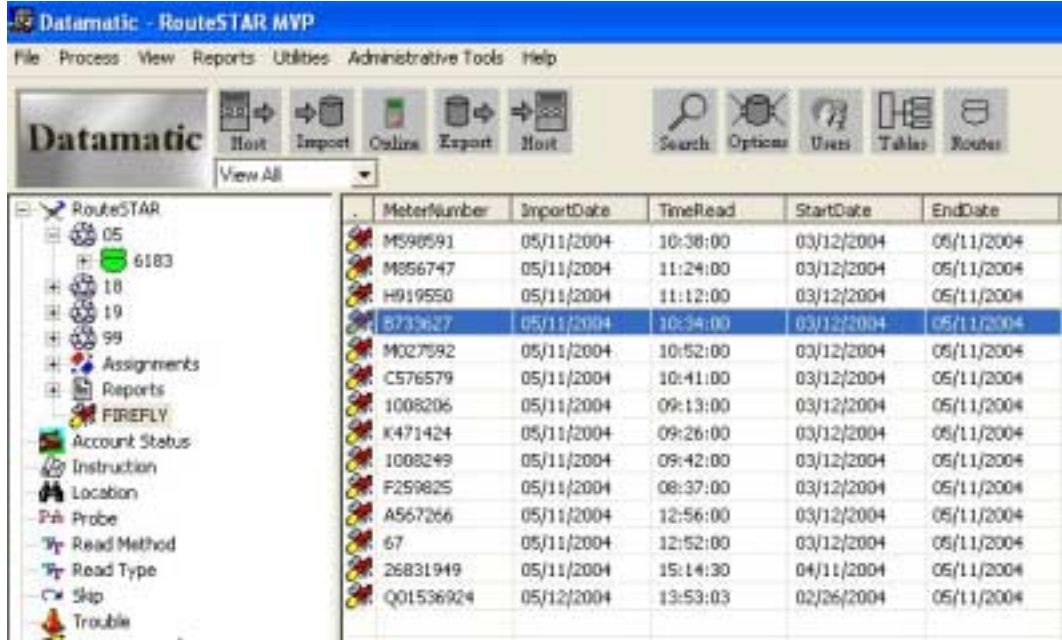 Datamatic - RouteSTAR MVP
File Process View Reports Utilities Administrative Tools Help
Datamatic
Host Import Online Export Host Search Options Users Tables Routes
View All
RouteSTAR
05
6183
18
19
99
Assignments
Reports
FIREFLY
Account Status
Instruction
Location
Probe
Read Method
Read Type
Skip
Trouble
. MeterNumber ImportDate TimeRead StartDate EndDate
M598591 05/11/2004 10:38:00 03/12/2004 05/11/2004
M856747 05/11/2004 11:24:00 03/12/2004 05/11/2004
H919550 05/11/2004 11:12:00 03/12/2004 05/11/2004
B733627 05/11/2004 10:34:00 03/12/2004 05/11/2004
M027592 05/11/2004 10:52:00 03/12/2004 05/11/2004
C576579 05/11/2004 10:41:00 03/12/2004 05/11/2004
1008206 05/11/2004 09:13:00 03/12/2004 05/11/2004
K471424 05/11/2004 09:26:00 03/12/2004 05/11/2004
1008249 05/11/2004 09:42:00 03/12/2004 05/11/2004
F259825 05/11/2004 08:37:00 03/12/2004 05/11/2004
A567266 05/11/2004 12:56:00 03/12/2004 05/11/2004
67 05/11/2004 12:52:00 03/12/2004 05/11/2004
26831949 05/11/2004 15:14:30 04/11/2004 05/11/2004
Q01536924 05/12/2004 13:53:03 02/26/2004 05/11/2004